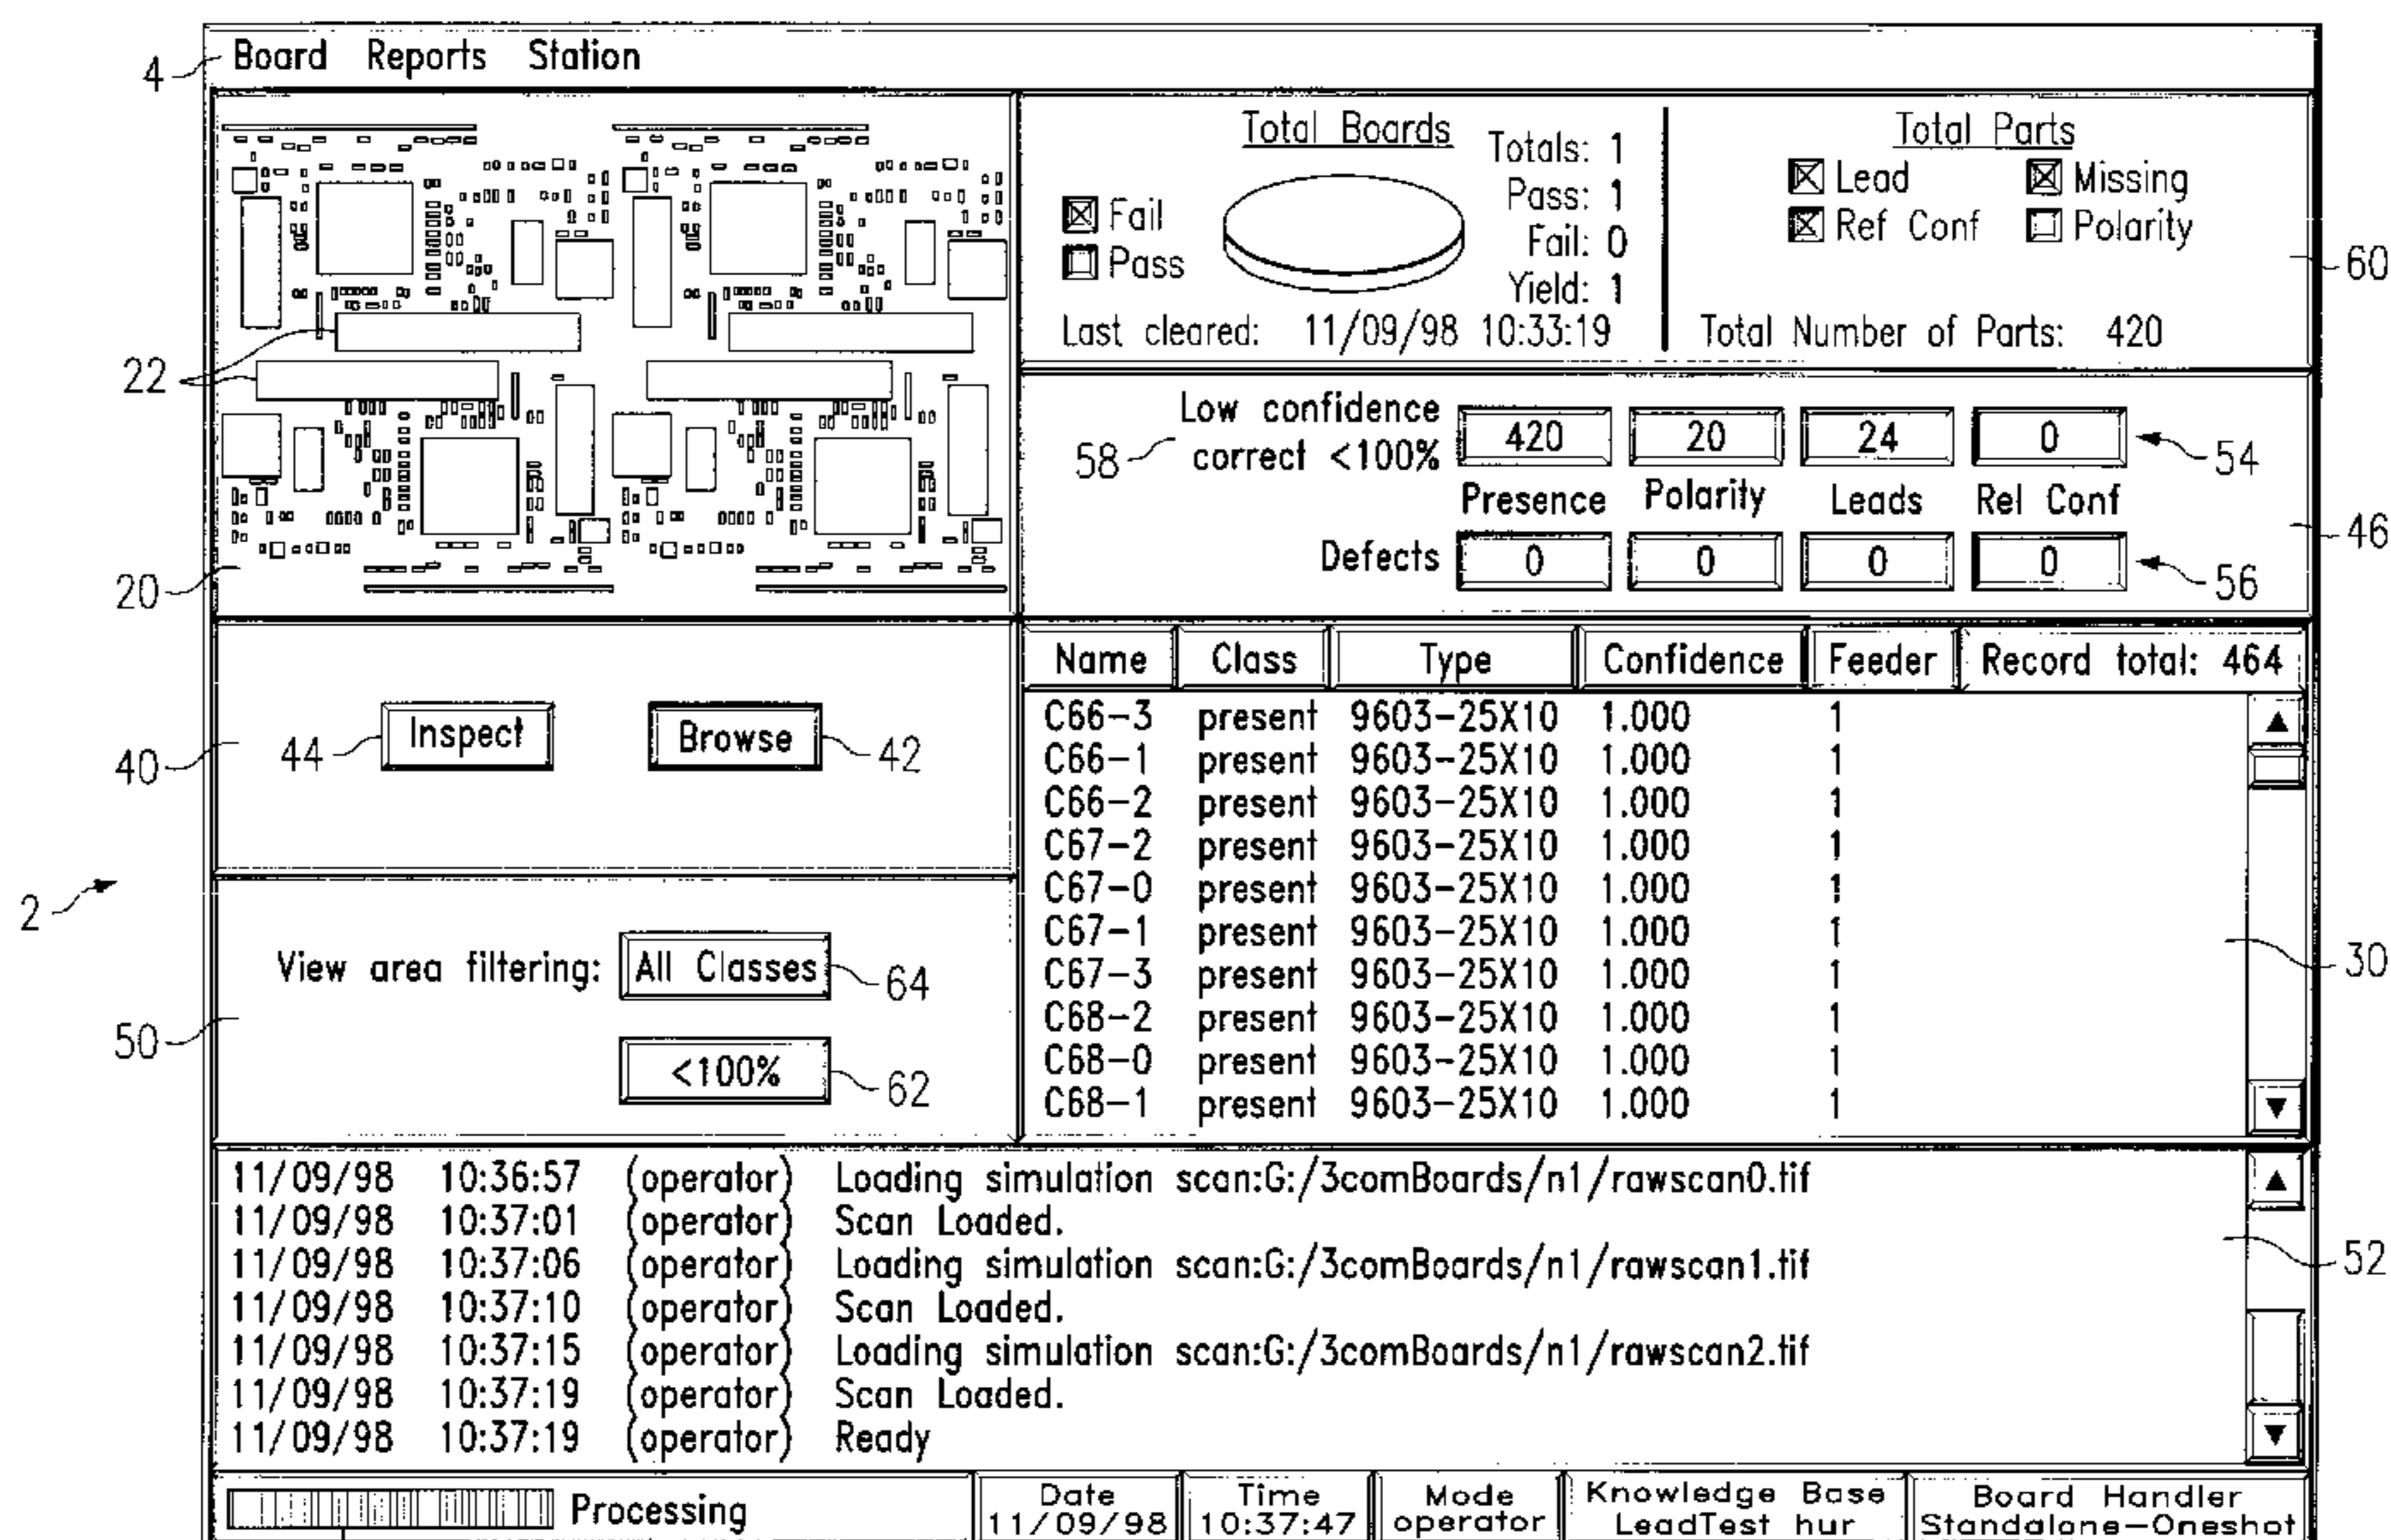 4 Board Reports Station
Total Boards
Totals: 1
Pass: 1
Fail: 0
Yield: 1
Fail
Pass
Last cleared: 11/09/98 10:33:19
Total Parts
Lead Missing
Ref Conf Polarity
Total Number of Parts: 420
60
22
20
58
Low confidence
correct <100% 420 20 24 0
54
Presence Polarity Leads Rel Conf
46
Defects 0 0 0 0
56
40
44 Inspect Browse 42
2
View area filtering: All Classes 64
50
<100% 62
Name Class Type Confidence Feeder Record total: 464
C66-3 present 9603-25X10 1.000 1
C66-1 present 9603-25X10 1.000 1
C66-2 present 9603-25X10 1.000 1
C67-2 present 9603-25X10 1.000 1
C67-0 present 9603-25X10 1.000 1
C67-1 present 9603-25X10 1.000 1
C67-3 present 9603-25X10 1.000 1
C68-2 present 9603-25X10 1.000 1
C68-0 present 9603-25X10 1.000 1
C68-1 present 9603-25X10 1.000 1
30
11/09/98 10:36:57 (operator) Loading simulation scan:G:/3comBoards/n1/rawscan0.tif
11/09/98 10:37:01 (operator) Scan Loaded.
11/09/98 10:37:06 (operator) Loading simulation scan:G:/3comBoards/n1/rawscan1.tif
11/09/98 10:37:10 (operator) Scan Loaded.
11/09/98 10:37:15 (operator) Loading simulation scan:G:/3comBoards/n1/rawscan2.tif
11/09/98 10:37:19 (operator) Scan Loaded.
11/09/98 10:37:19 (operator) Ready
52
Processing
Date
11/09/98
Time
10:37:47
Mode
operator
Knowledge Base
LeadTest hur
Board Handler
Standalone-Oneshot